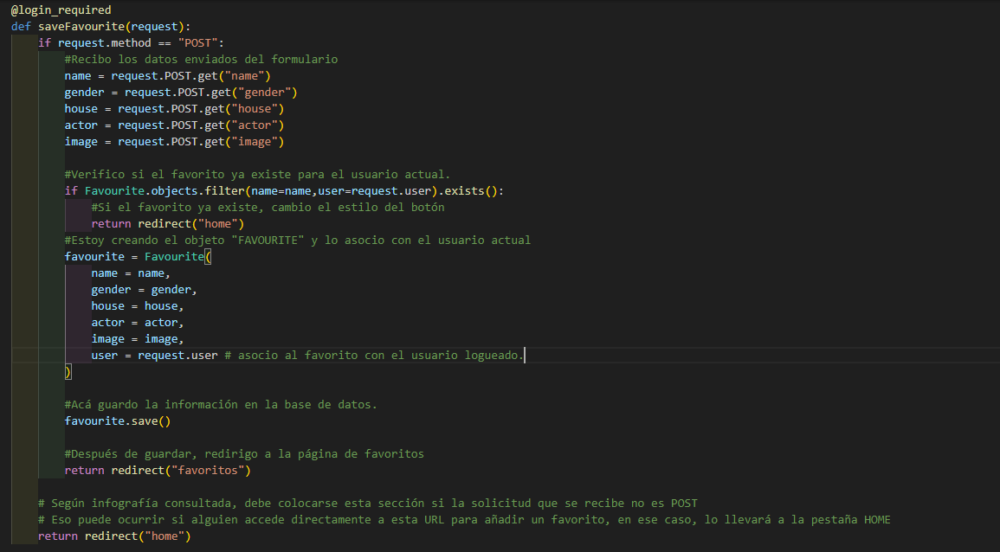 @login_required
def saveFavourite(request):
    if request.method == "POST":
        #Recibo los datos enviados del formulario
        name = request.POST.get("name")
        gender = request.POST.get("gender")
        house = request.POST.get("house")
        actor = request.POST.get("actor")
        image = request.POST.get("image")

        #Verifico si el favorito ya existe para el usuario actual.
        if Favourite.objects.filter(name=name,user=request.user).exists():
            #Si el favorito ya existe, cambio el estilo del botón
            return redirect("home")
        #Estoy creando el objeto "FAVOURITE" y lo asocio con el usuario actual
        favourite = Favourite(
            name = name,
            gender = gender,
            house = house,
            actor = actor,
            image = image,
            user = request.user # asocio al favorito con el usuario logueado.
        )

        #Acá guardo la información en la base de datos.
        favourite.save()

        #Después de guardar, redirigo a la página de favoritos
        return redirect("favoritos")

    # Según infografía consultada, debe colocarse esta sección si la solicitud que se recibe no es POST
    # Eso puede ocurrir si alguien accede directamente a esta URL para añadir un favorito, en ese caso, lo llevará a la pestaña HOME
    return redirect("home")